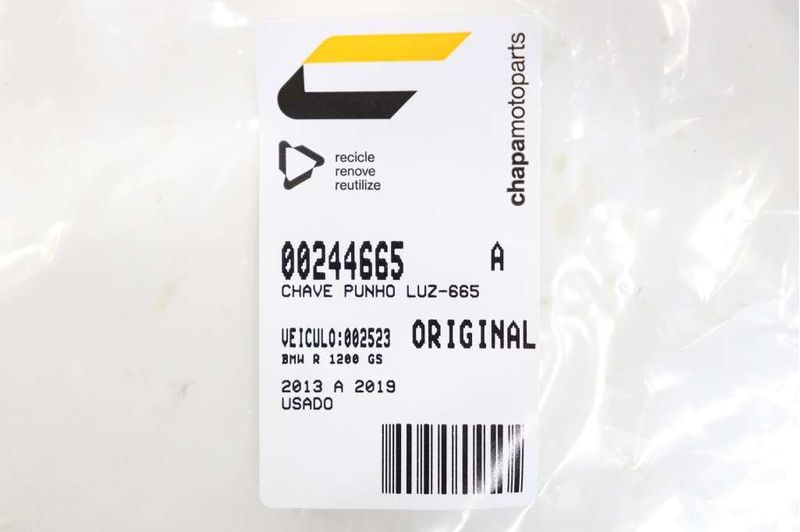 chapamotoparts
recicle
renove
reutilize
00244665 A
CHAVE PUNHO LUZ-665
VEICULO:002523 ORIGINAL
BMW R 1200 GS
2013 A 2019
USADO